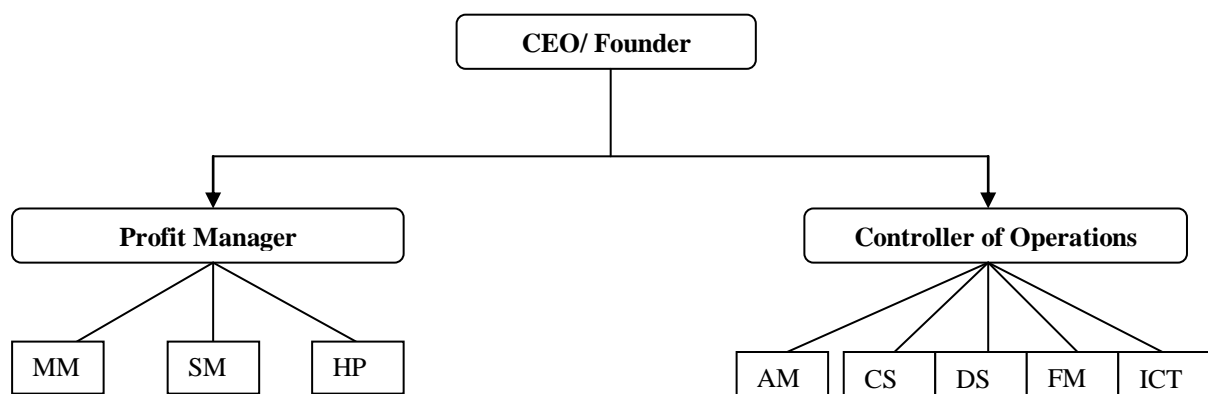 CEO/ Founder
Profit Manager
Controller of Operations
MM
SM
HP
AM
CS
DS
FM
ICT